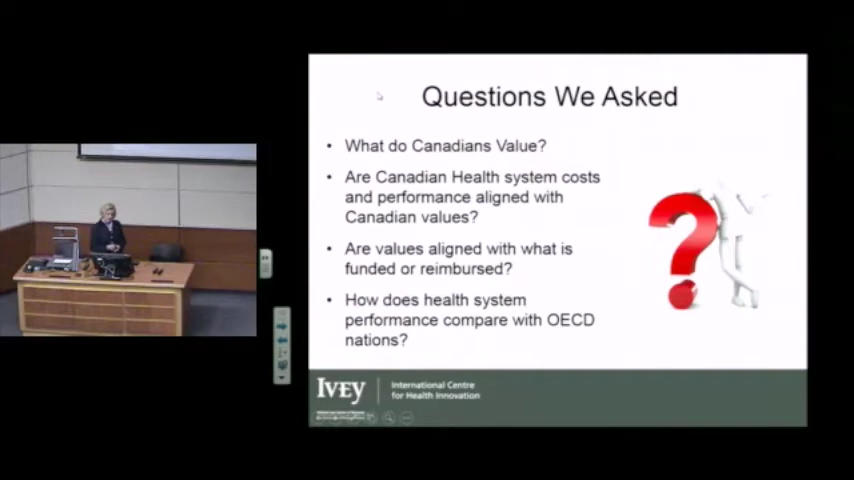 Questions We Asked
• What do Canadians Value?
• Are Canadian Health system costs
and performance aligned with
Canadian values?
• Are values aligned with what is
funded or reimbursed?
• How does health system
performance compare with OECD
nations?
IVEY
International Centre
for Health Innovation